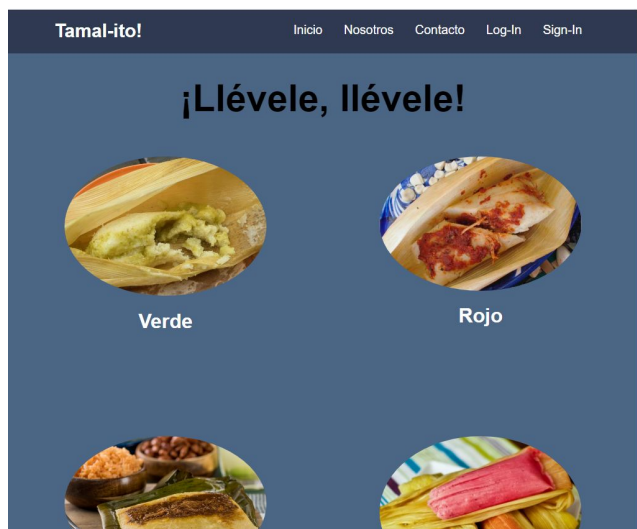 Tamal-ito!
Inicio Nosotros Contacto Log-In Sign-In
¡Llévele, llévele!
Verde
Rojo